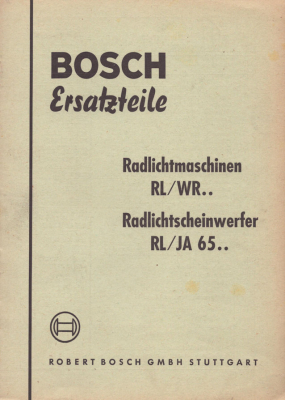 BOSCH
Ersatzteile
Radlichtmaschinen
RL/WR..
Radlichtscheinwerfer
RL/JA 65..
ROBERT BOSCH GMBH STUTTGART